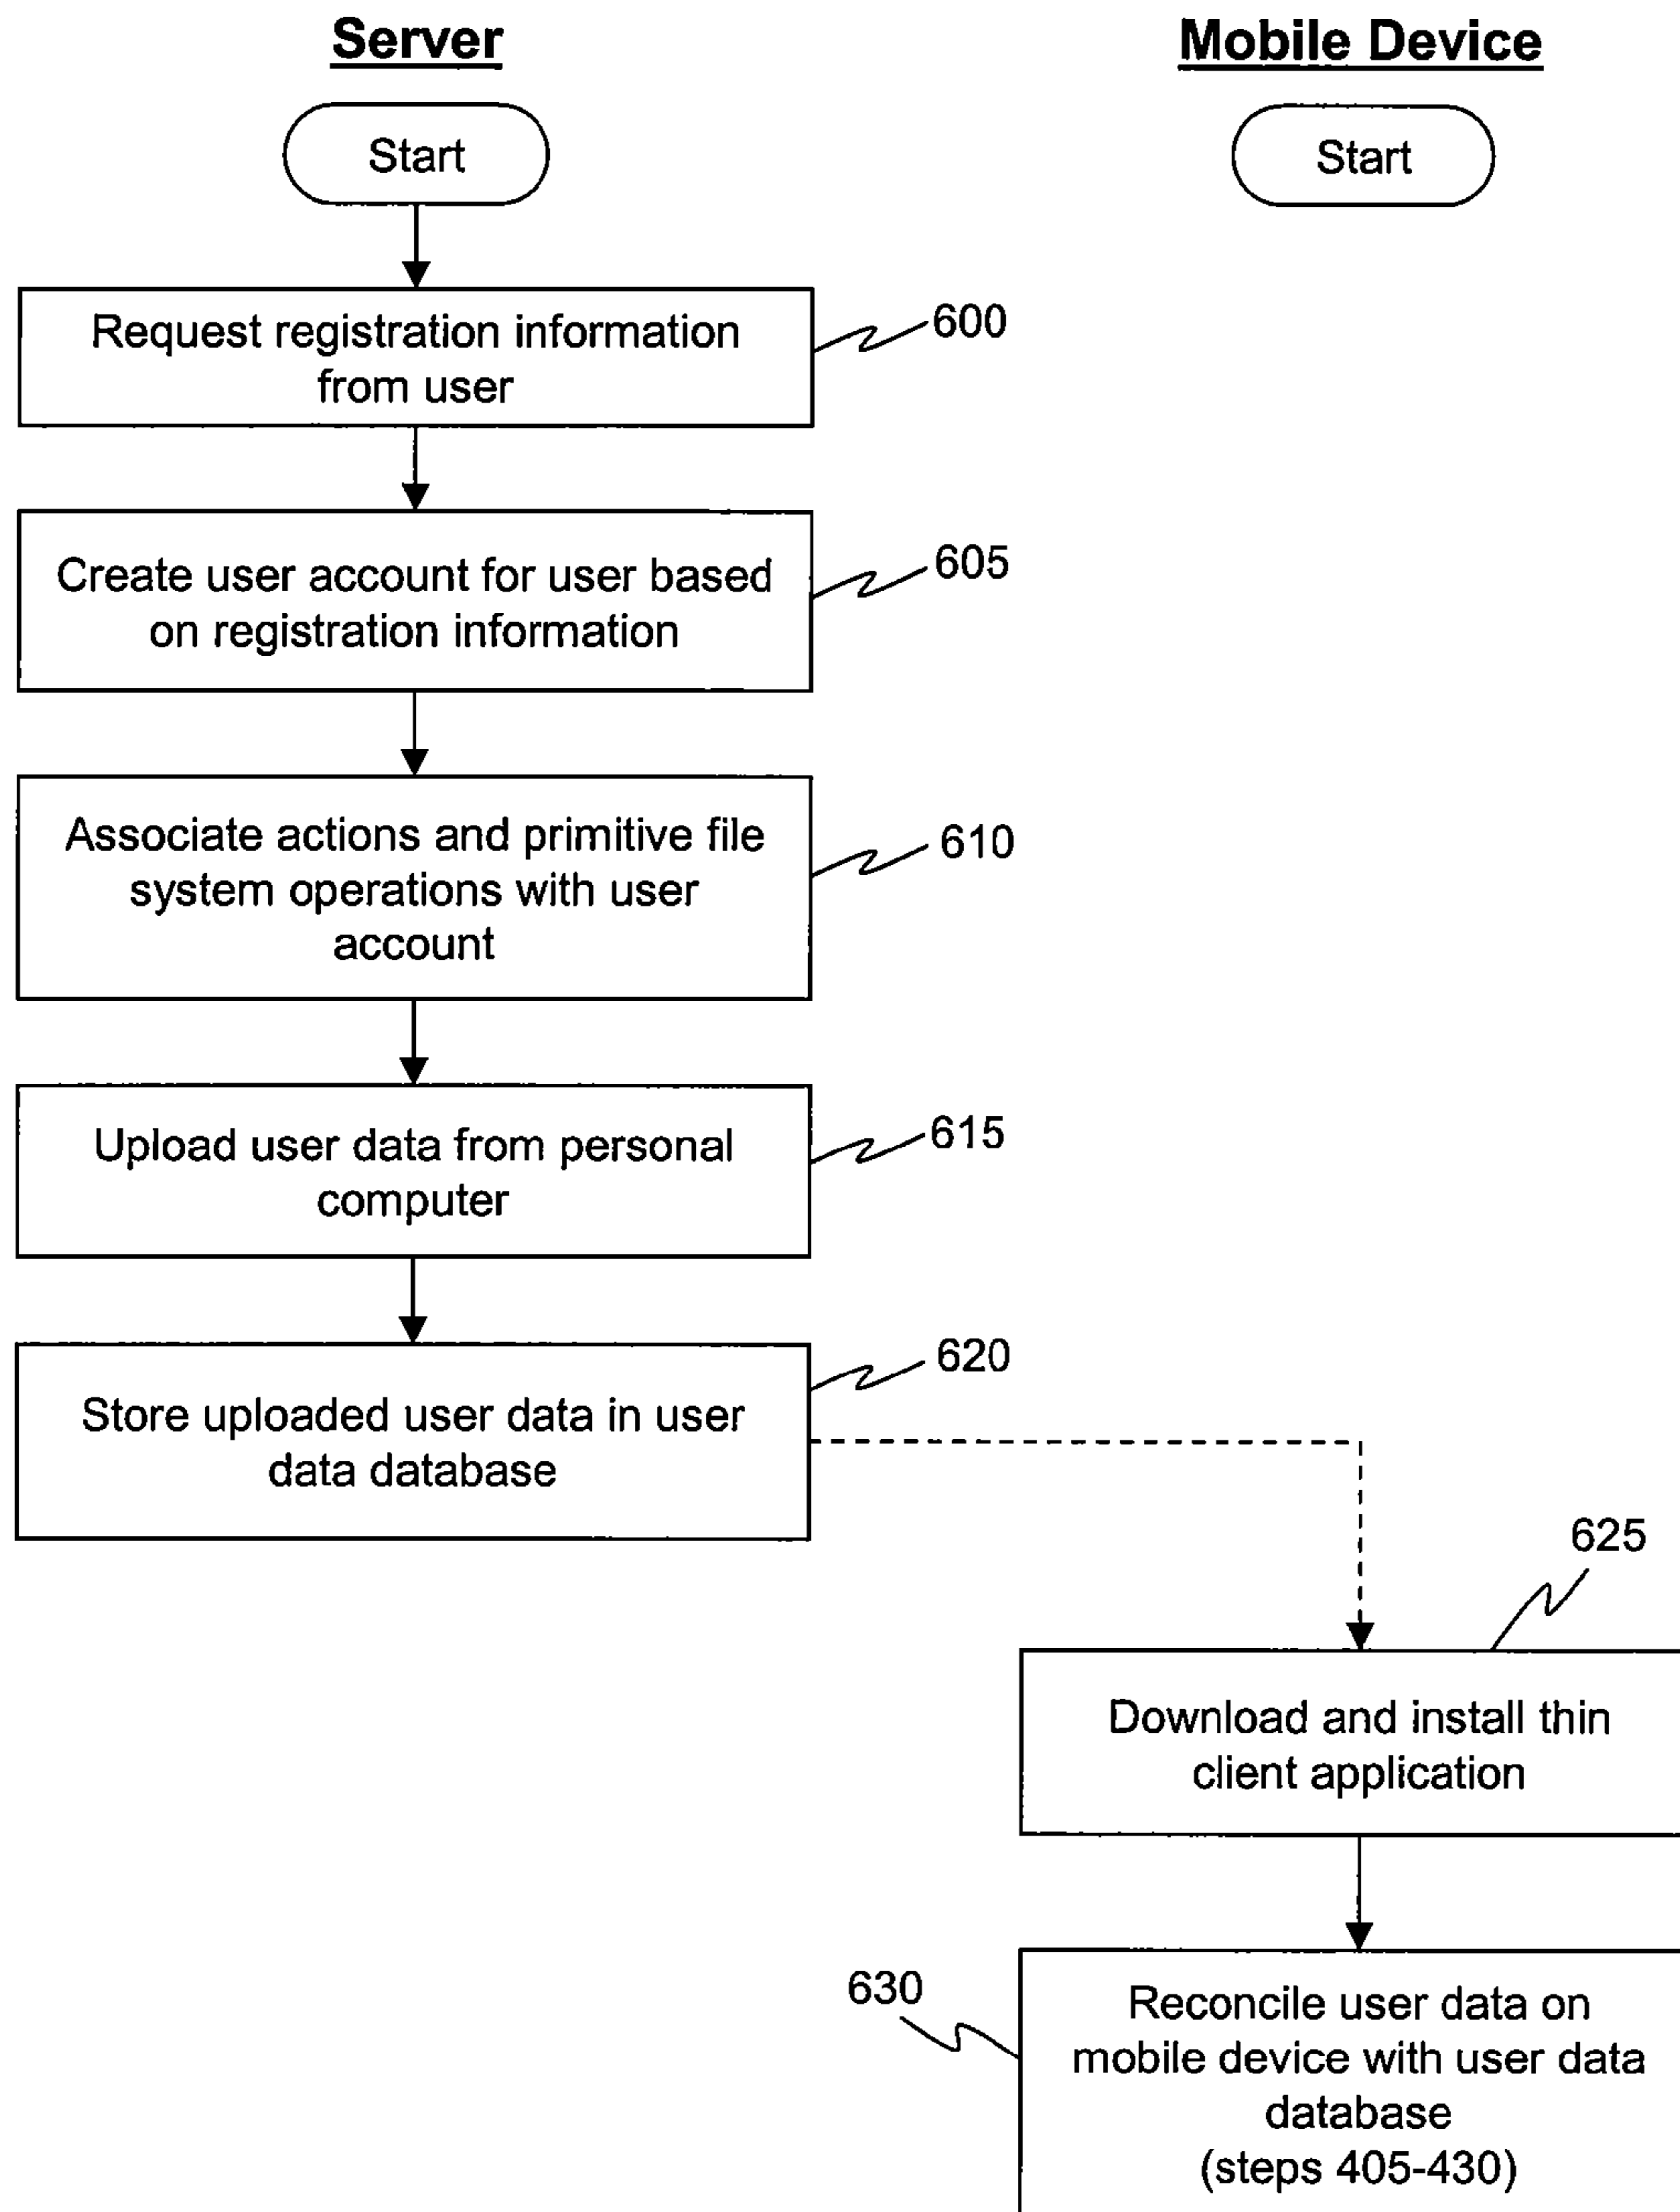 Server
Mobile Device
Start
Start
Request registration information
from user
600
Create user account for user based
on registration information
605
Associate actions and primitive file
system operations with user
account
610
Upload user data from personal
computer
615
Store uploaded user data in user
data database
620
625
Download and install thin
client application
630
Reconcile user data on
mobile device with user data
database
(steps 405-430)